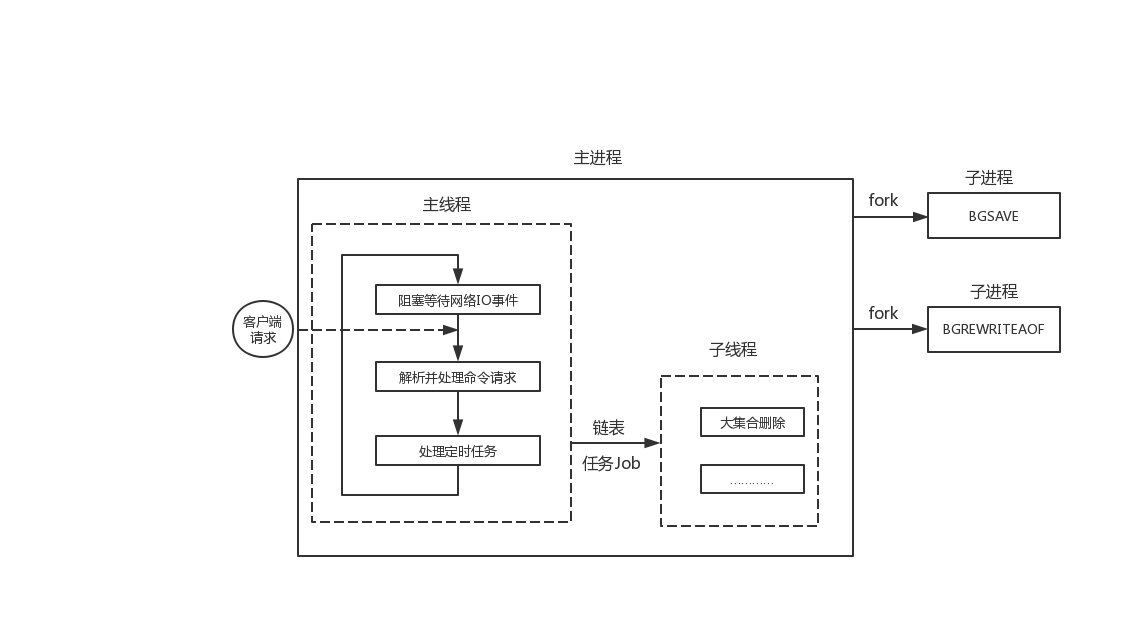 主进程
主线程
阻塞等待网络IO事件
客户端
请求
解析并处理命令请求
处理定时任务
链表
任务Job
子线程
大集合删除
…………
fork
子进程
BGSAVE
fork
子进程
BGREWRITEAOF